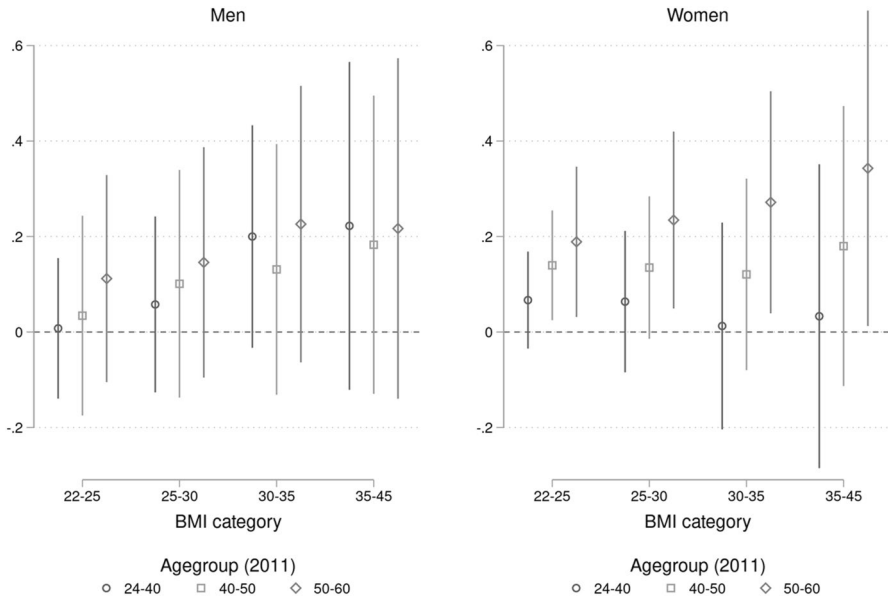 Men
.6
.4
.2
0
-.2
22-25 25-30 30-35 35-45
BMI category
Agegroup (2011)
24-40 40-50 50-60
Women
.6
.4
.2
0
-.2
22-25 25-30 30-35 35-45
BMI category
Agegroup (2011)
24-40 40-50 50-60